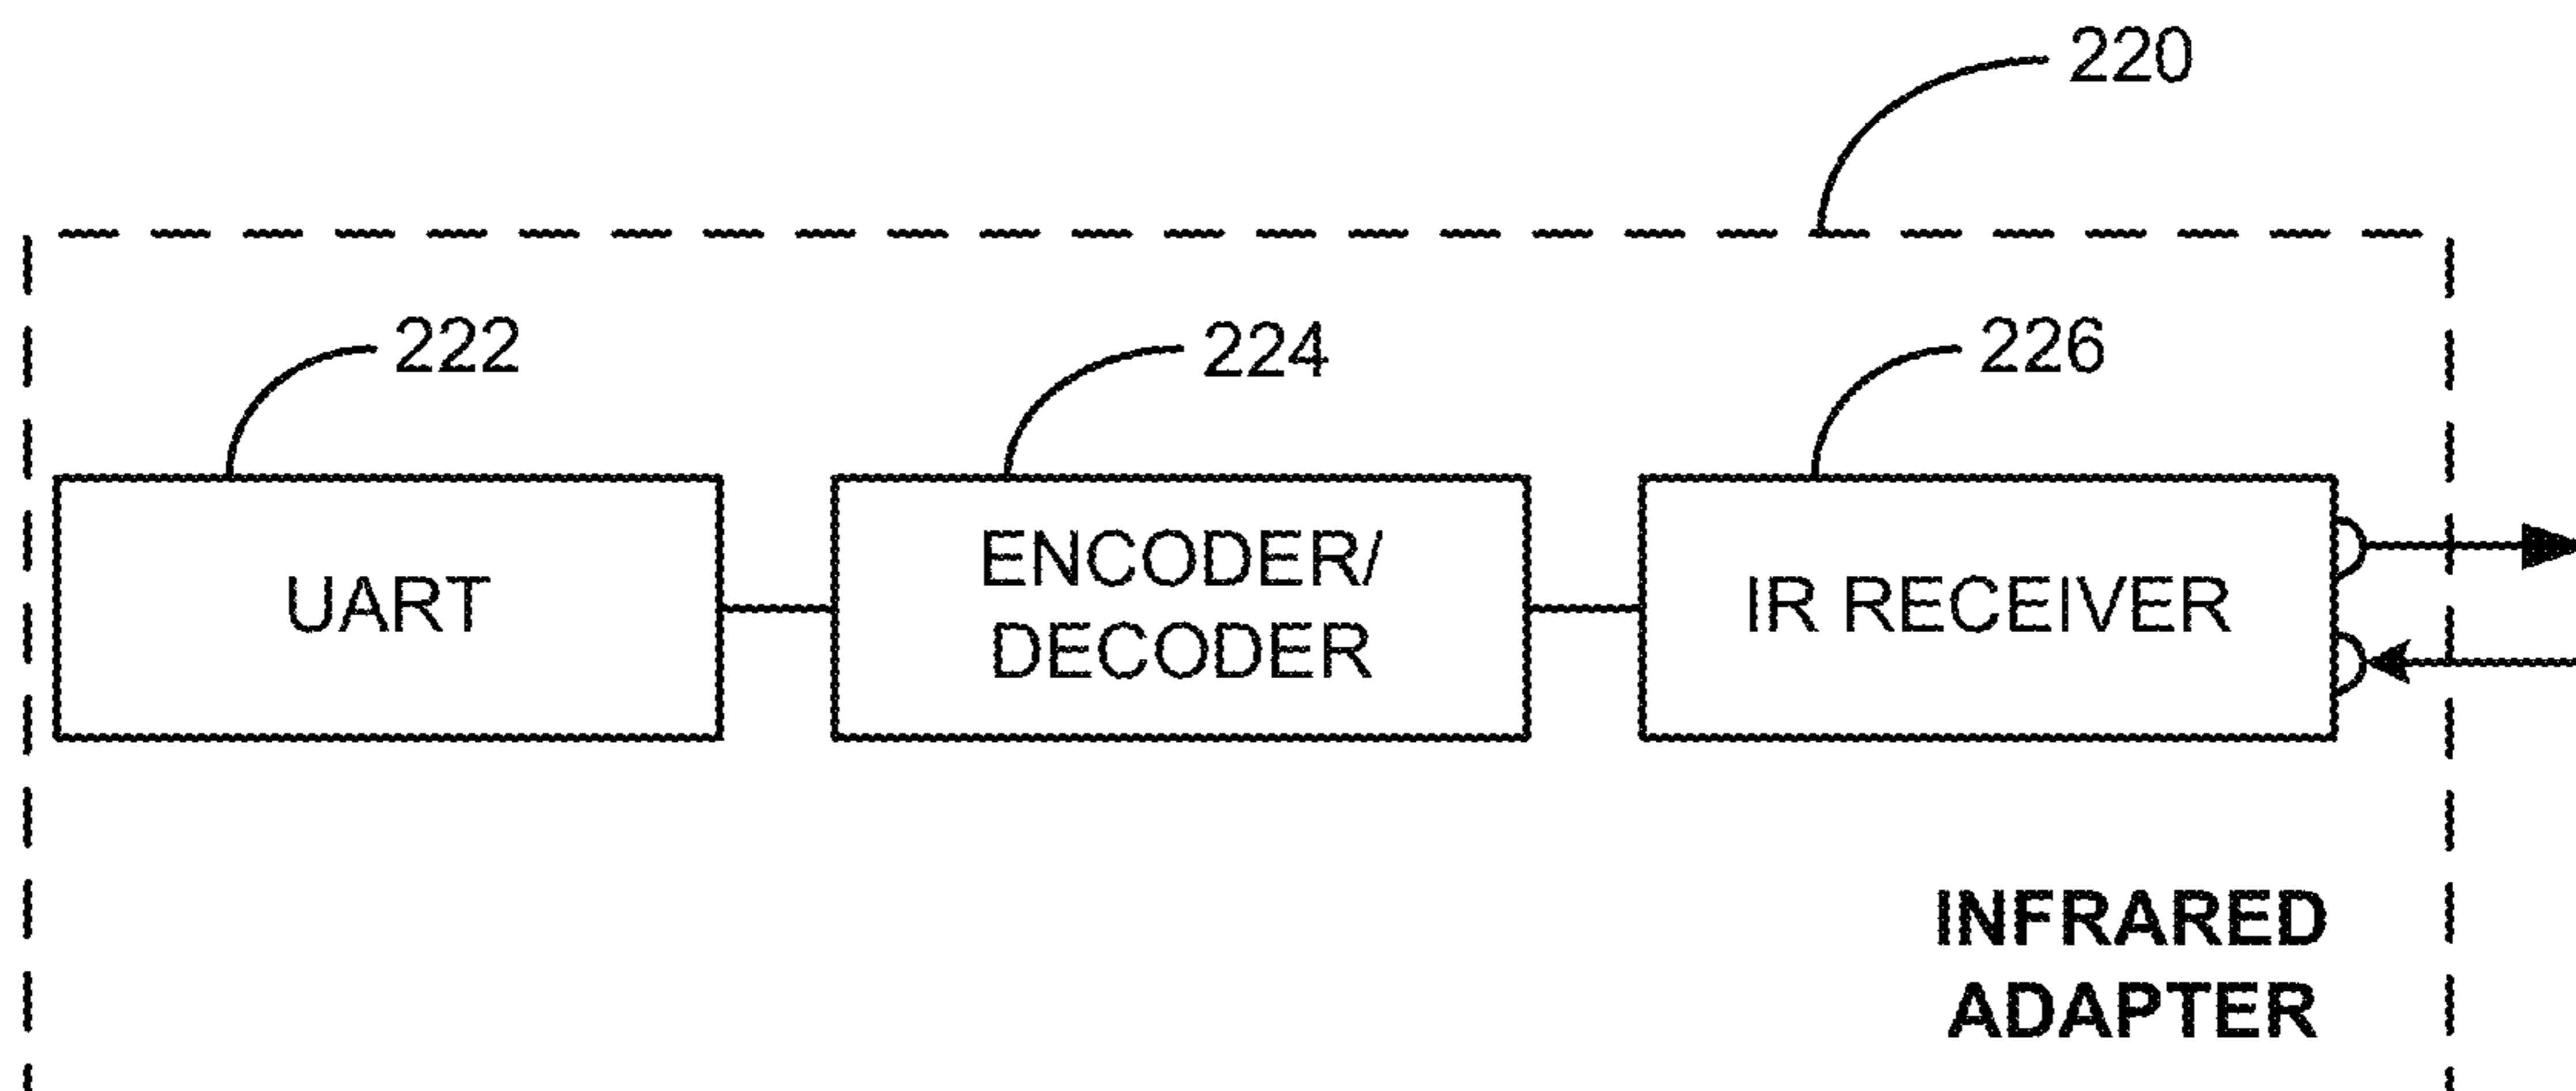 220
222
224
226
UART
ENCODER/
DECODER
IR RECEIVER
INFRARED
ADAPTER